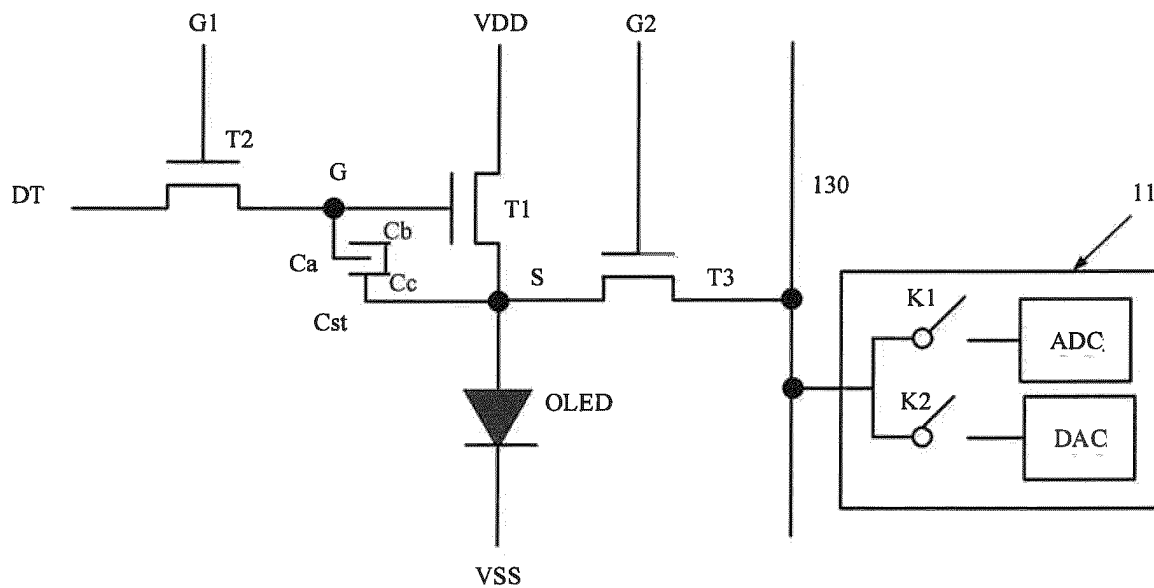 G1
VDD
G2
T2
G
DT
T1
130
11
Cb
Ca
Cc
S
T3
K1
ADC
Cst
OLED
K2
DAC
VSS